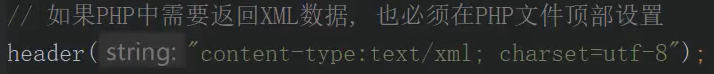 // 如果PHP中需要返回XML数据, 也必须在PHP文件顶部设置
header( string: "content-type:text/xml; charset=utf-8");